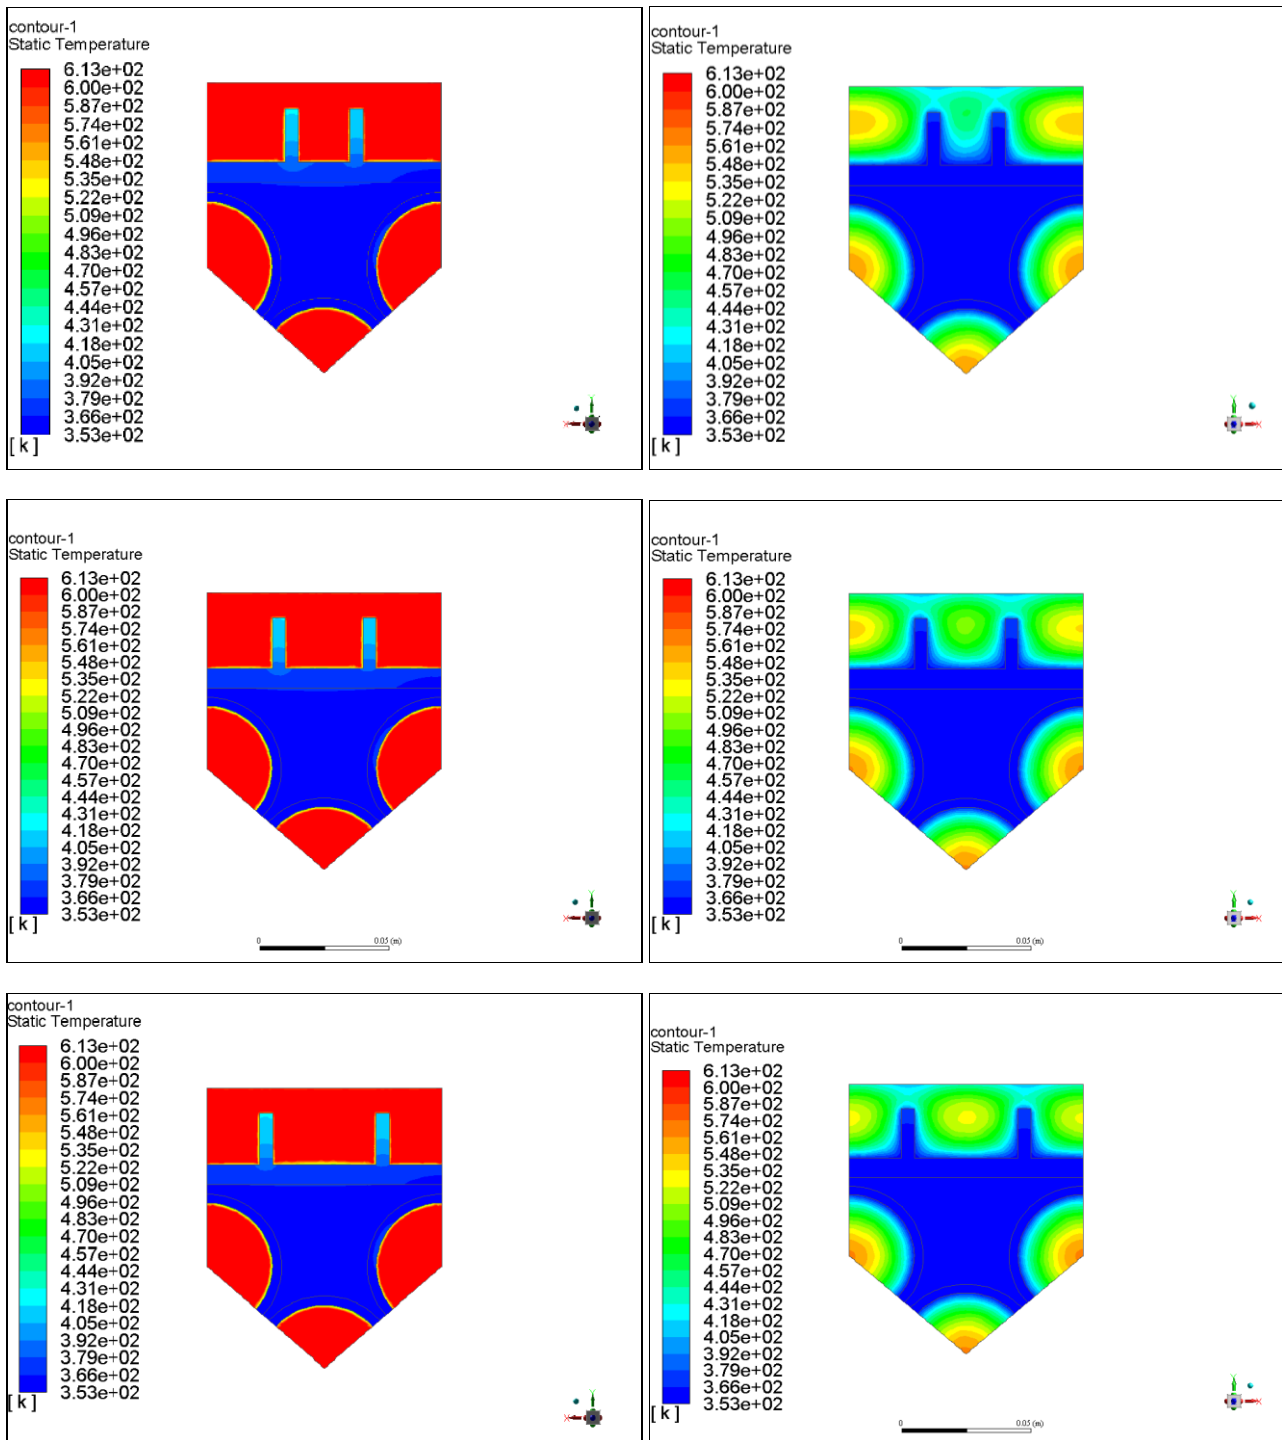 contour-1
Static Temperature
6.13e+02
6.00e+02
5.87e+02
5.74e+02
5.61e+02
5.48e+02
5.35e+02
5.22e+02
5.09e+02
4.96e+02
4.83e+02
4.70e+02
4.57e+02
4.44e+02
4.31e+02
4.18e+02
4.05e+02
3.92e+02
3.79e+02
3.66e+02
3.53e+02
[ k ]
Y
X
contour-1
Static Temperature
6.13e+02
6.00e+02
5.87e+02
5.74e+02
5.61e+02
5.48e+02
5.35e+02
5.22e+02
5.09e+02
4.96e+02
4.83e+02
4.70e+02
4.57e+02
4.44e+02
4.31e+02
4.18e+02
4.05e+02
3.92e+02
3.79e+02
3.66e+02
3.53e+02
[ k ]
Y
X
contour-1
Static Temperature
6.13e+02
6.00e+02
5.87e+02
5.74e+02
5.61e+02
5.48e+02
5.35e+02
5.22e+02
5.09e+02
4.96e+02
4.83e+02
4.70e+02
4.57e+02
4.44e+02
4.31e+02
4.18e+02
4.05e+02
3.92e+02
3.79e+02
3.66e+02
3.53e+02
[ k ]
Y
X
0 0.05 (m)
contour-1
Static Temperature
6.13e+02
6.00e+02
5.87e+02
5.74e+02
5.61e+02
5.48e+02
5.35e+02
5.22e+02
5.09e+02
4.96e+02
4.83e+02
4.70e+02
4.57e+02
4.44e+02
4.31e+02
4.18e+02
4.05e+02
3.92e+02
3.79e+02
3.66e+02
3.53e+02
[ k ]
Y
X
0 0.05 (m)
contour-1
Static Temperature
6.13e+02
6.00e+02
5.87e+02
5.74e+02
5.61e+02
5.48e+02
5.35e+02
5.22e+02
5.09e+02
4.96e+02
4.83e+02
4.70e+02
4.57e+02
4.44e+02
4.31e+02
4.18e+02
4.05e+02
3.92e+02
3.79e+02
3.66e+02
3.53e+02
[ k ]
Y
X
contour-1
Static Temperature
6.13e+02
6.00e+02
5.87e+02
5.74e+02
5.61e+02
5.48e+02
5.35e+02
5.22e+02
5.09e+02
4.96e+02
4.83e+02
4.70e+02
4.57e+02
4.44e+02
4.31e+02
4.18e+02
4.05e+02
3.92e+02
3.79e+02
3.66e+02
3.53e+02
[ k ]
Y
X
0 0.05 (m)